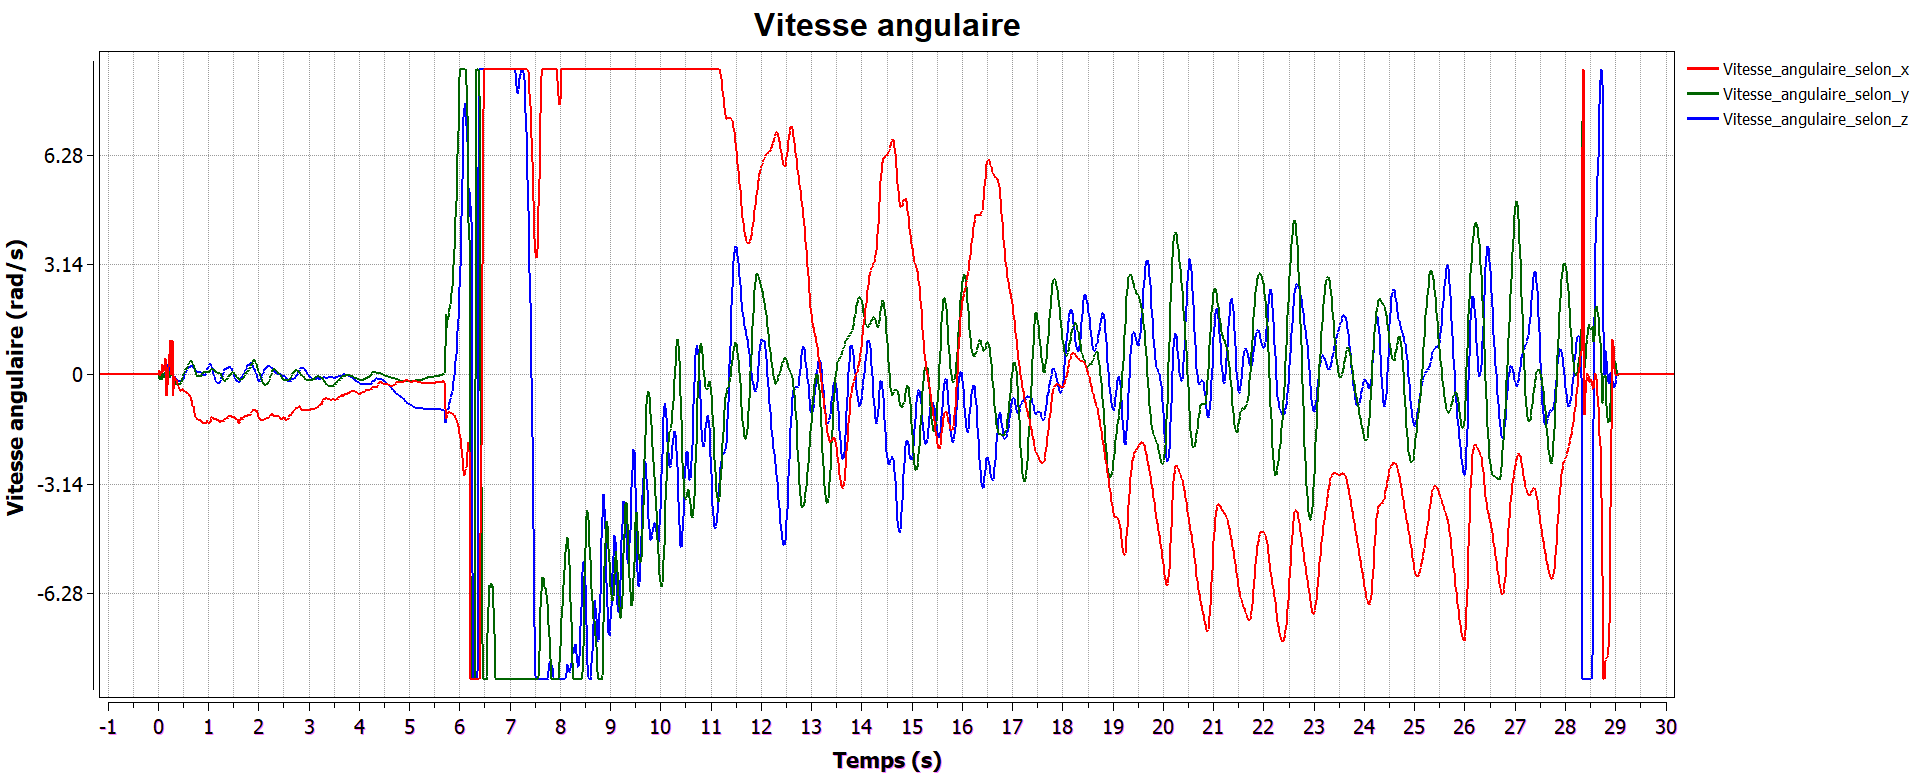 Vitesse angulaire
Vitesse angulaire (rad/s)
6.28
3.14
0
-3.14
-6.28
-1 0 1 2 3 4 5 6 7 8 9 10 11 12 13 14 15 16 17 18 19 20 21 22 23 24 25 26 27 28 29 30
Temps (s)
Vitesse_angulaire_selon_x
Vitesse_angulaire_selon_y
Vitesse_angulaire_selon_z